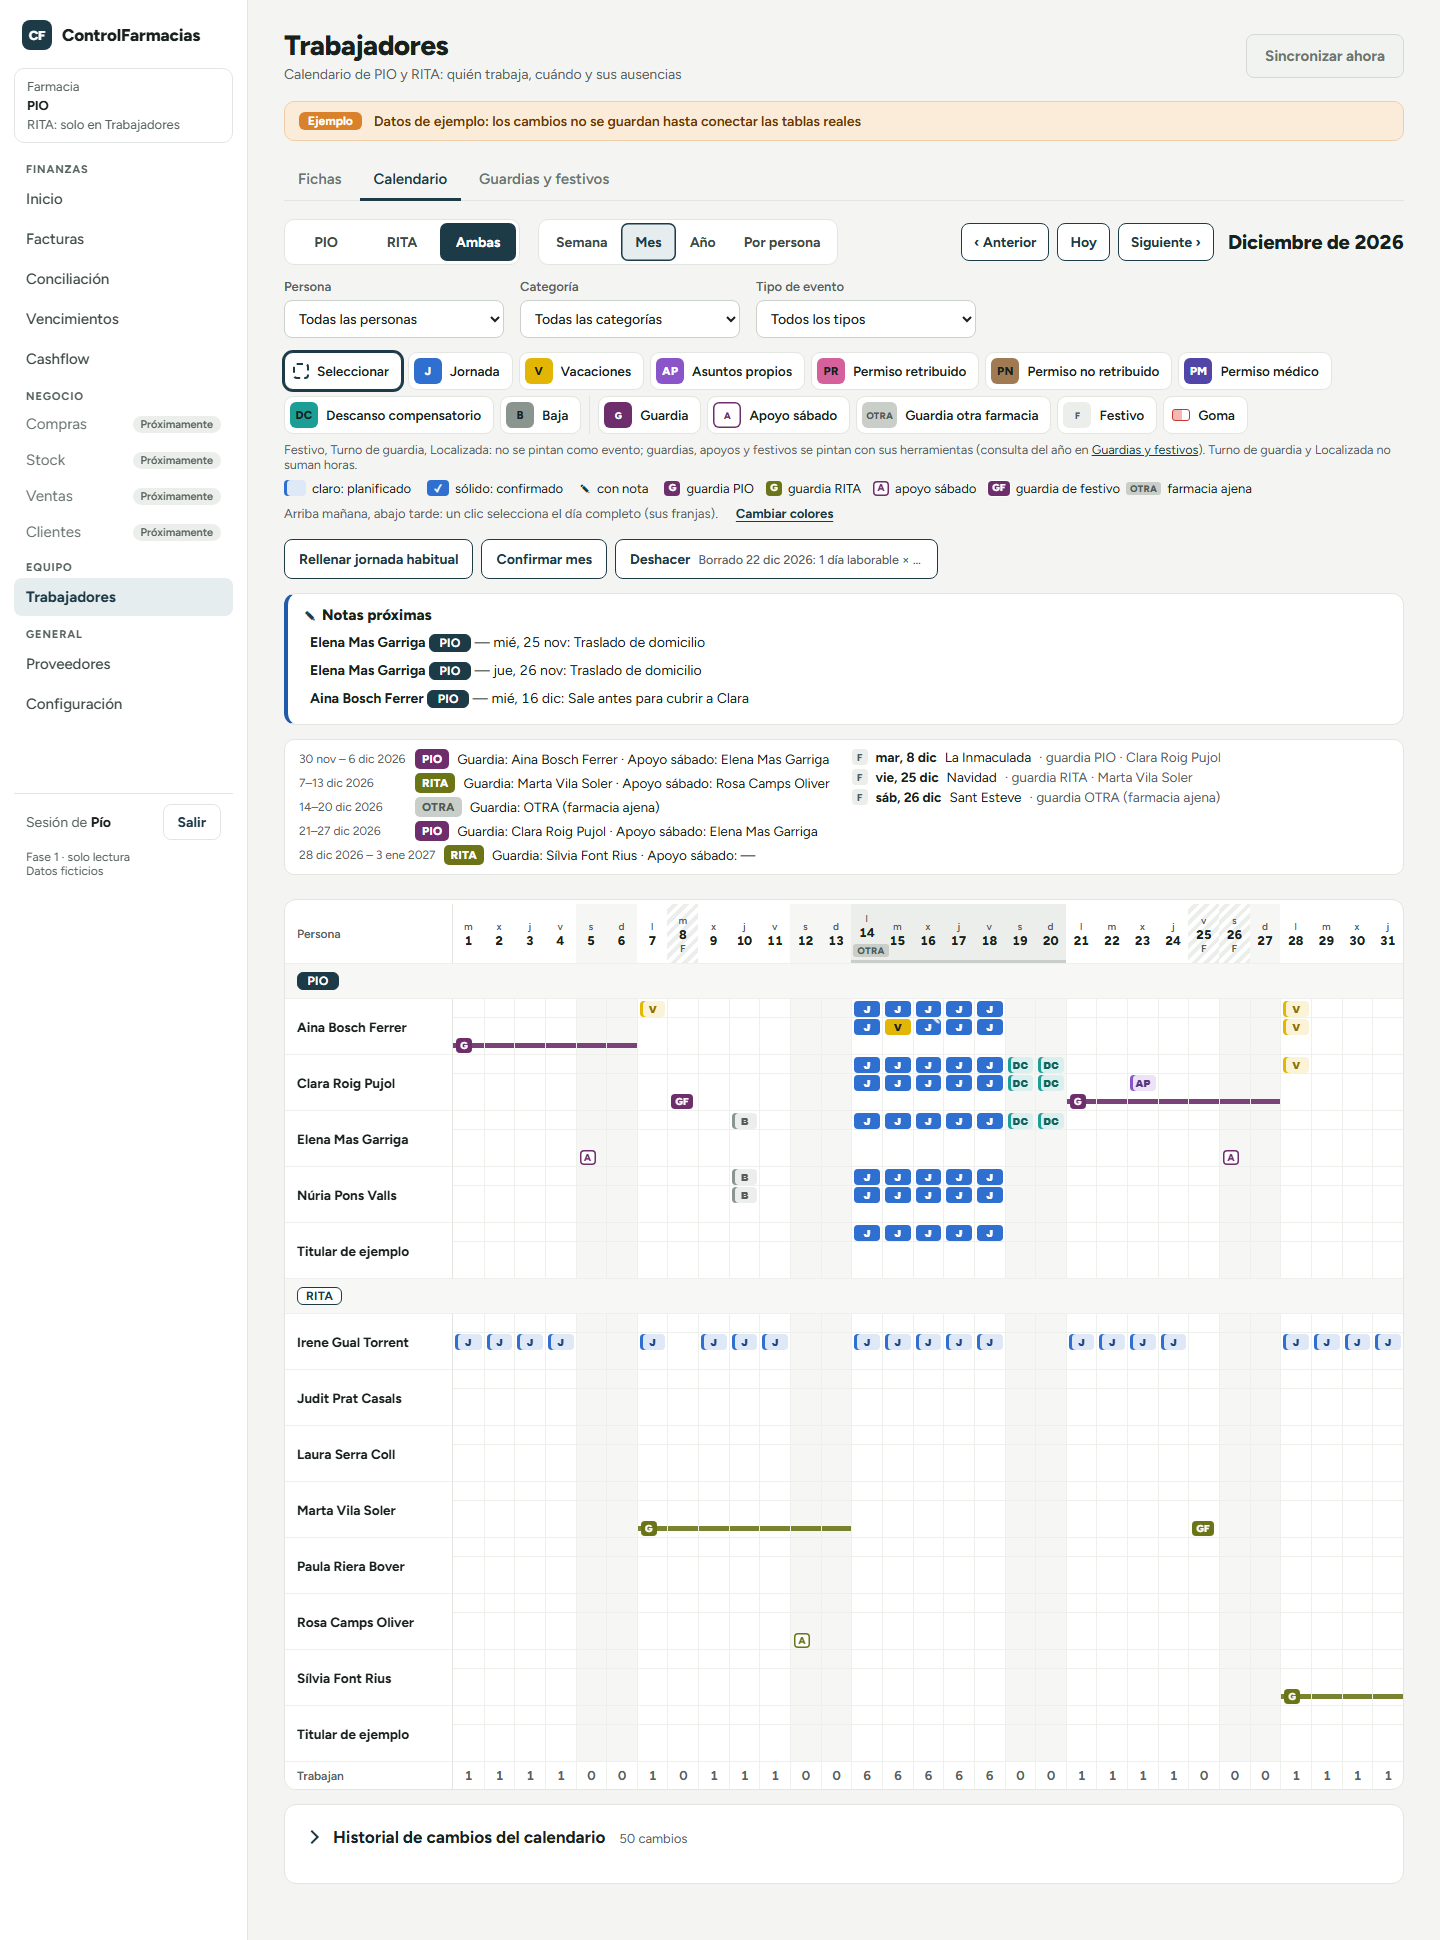 CF ControlFarmacias
Farmacia
PIO
RITA: solo en Trabajadores
FINANZAS
Inicio
Facturas
Conciliación
Vencimientos
Cashflow
NEGOCIO
Compras Próximamente
Stock Próximamente
Ventas Próximamente
Clientes Próximamente
EQUIPO
Trabajadores
GENERAL
Proveedores
Configuración
Sesión de Pío Salir
Fase 1 · solo lectura
Datos ficticios
Trabajadores
Calendario de PIO y RITA: quién trabaja, cuándo y sus ausencias
Sincronizar ahora
Ejemplo Datos de ejemplo: los cambios no se guardan hasta conectar las tablas reales
Fichas Calendario Guardias y festivos
PIO RITA Ambas Semana Mes Año Por persona ‹ Anterior Hoy Siguiente › Diciembre de 2026
Persona Categoría Tipo de evento
Todas las personas Todas las categorías Todos los tipos
Seleccionar J Jornada V Vacaciones AP Asuntos propios PR Permiso retribuido PN Permiso no retribuido PM Permiso médico
DC Descanso compensatorio B Baja G Guardia A Apoyo sábado OTRA Guardia otra farmacia F Festivo Goma
Festivo, Turno de guardia, Localizada: no se pintan como evento; guardias, apoyos y festivos se pintan con sus herramientas (consulta del año en Guardias y festivos). Turno de guardia y Localizada no
suman horas.
claro: planificado ✓ sólido: confirmado con nota G guardia PIO G guardia RITA A apoyo sábado GF guardia de festivo OTRA farmacia ajena
Arriba mañana, abajo tarde: un clic selecciona el día completo (sus franjas). Cambiar colores
Rellenar jornada habitual Confirmar mes Deshacer Borrado 22 dic 2026: 1 día laborable × ...
Notas próximas
Elena Mas Garriga PIO — mié, 25 nov: Traslado de domicilio
Elena Mas Garriga PIO — jue, 26 nov: Traslado de domicilio
Aina Bosch Ferrer PIO — mié, 16 dic: Sale antes para cubrir a Clara
30 nov – 6 dic 2026 PIO Guardia: Aina Bosch Ferrer · Apoyo sábado: Elena Mas Garriga
7–13 dic 2026 RITA Guardia: Marta Vila Soler · Apoyo sábado: Rosa Camps Oliver
14–20 dic 2026 OTRA Guardia: OTRA (farmacia ajena)
21–27 dic 2026 PIO Guardia: Clara Roig Pujol · Apoyo sábado: Elena Mas Garriga
28 dic 2026 – 3 ene 2027 RITA Guardia: Sílvia Font Rius · Apoyo sábado: —
F mar, 8 dic La Inmaculada · guardia PIO · Clara Roig Pujol
F vie, 25 dic Navidad · guardia RITA · Marta Vila Soler
F sáb, 26 dic Sant Esteve · guardia OTRA (farmacia ajena)
m x j v s d l m x j v s d l m x j v s d l m x j v s d l m x j
Persona 1 2 3 4 5 6 7 8 9 10 11 12 13 14 15 16 17 18 19 20 21 22 23 24 25 26 27 28 29 30 31
F OTRA F F
PIO
V J J J J J V
Aina Bosch Ferrer J V J J J V
G
J J J J J DC DC V
Clara Roig Pujol J J J J J DC DC AP
GF G
B J J J J J DC DC
Elena Mas Garriga
A A
B J J J J J
Núria Pons Valls B J J J J J
J J J J J
Titular de ejemplo
RITA
Irene Gual Torrent J J J J J J J J J J J J J J J J J J J J J
Judit Prat Casals
Laura Serra Coll
Marta Vila Soler
G GF
Paula Riera Bover
Rosa Camps Oliver
A
Sílvia Font Rius
G
Titular de ejemplo
Trabajan 1 1 1 1 0 0 1 0 1 1 1 0 0 6 6 6 6 6 0 0 1 1 1 1 0 0 0 1 1 1 1
Historial de cambios del calendario 50 cambios